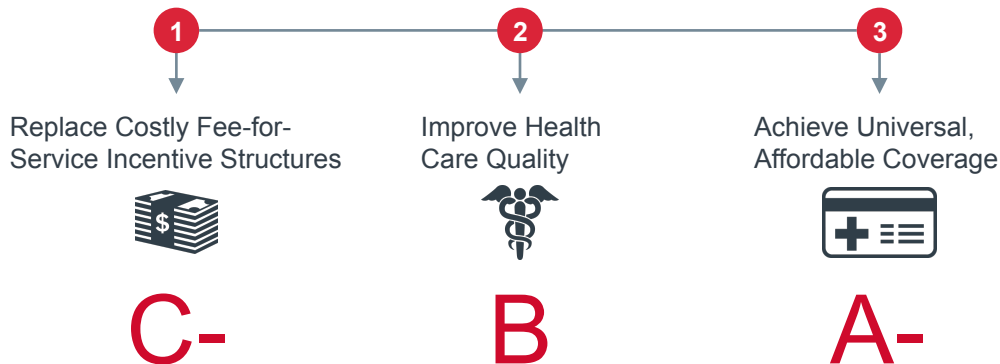 1
2
3
Replace Costly Fee-for-
Service Incentive Structures
Improve Health
Care Quality
Achieve Universal,
Affordable Coverage
$
C-
B
A-